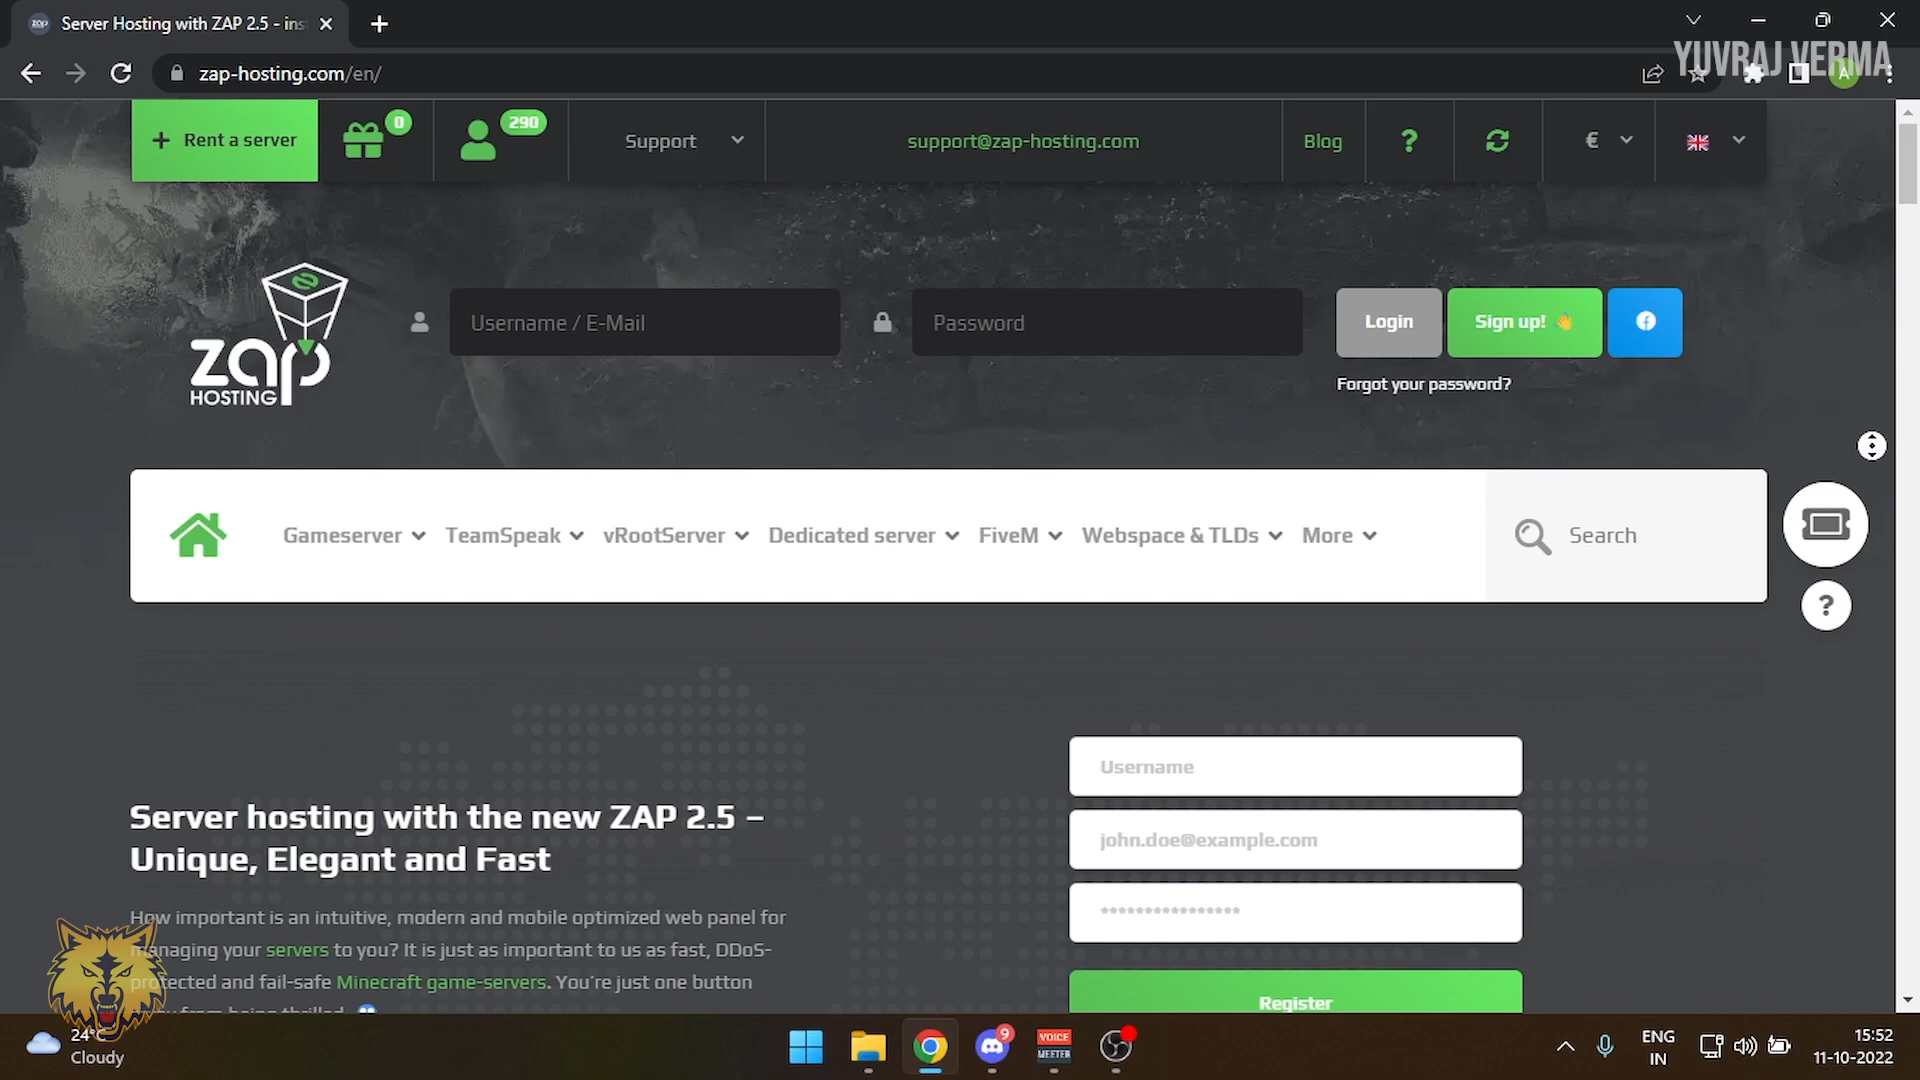 Server Hosting with ZAP 2.5 - ins
zap-hosting.com/en/
YUVRAJ VERMA
A
Rent a server
0
290
Support
support@zap-hosting.com
Blog
?
€
zap
HOSTING
Username / E-Mail
Password
Login
Sign up! 👋
Forgot your password?
Gameserver
TeamSpeak
vRootServer
Dedicated server
FiveM
Webspace & TLDs
More
Search
?
Server hosting with the new ZAP 2.5 –
Unique, Elegant and Fast
How important is an intuitive, modern and mobile optimized web panel for
managing your servers to you? It is just as important to us as fast, DDoS-
protected and fail-safe Minecraft game-servers. You're just one button
Username
john.doe@example.com
****************
Register
24°C
Cloudy
9
VOICE
MEETER
ENG
IN
15:52
11-10-2022